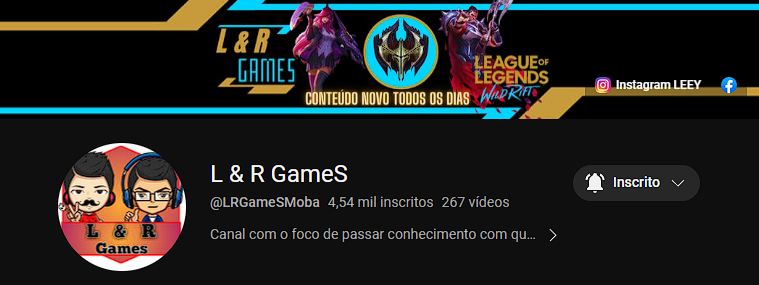 L & R
GAMES
LEAGUE OF
LEGENDS
WILD RIFT
CONTEÚDO NOVO TODOS OS DIAS
Instagram LEEY
L & R GameS
Inscrito
@LRGameSMoba 4,54 mil inscritos 267 vídeos
Canal com o foco de passar conhecimento com qu...
L & R
Games